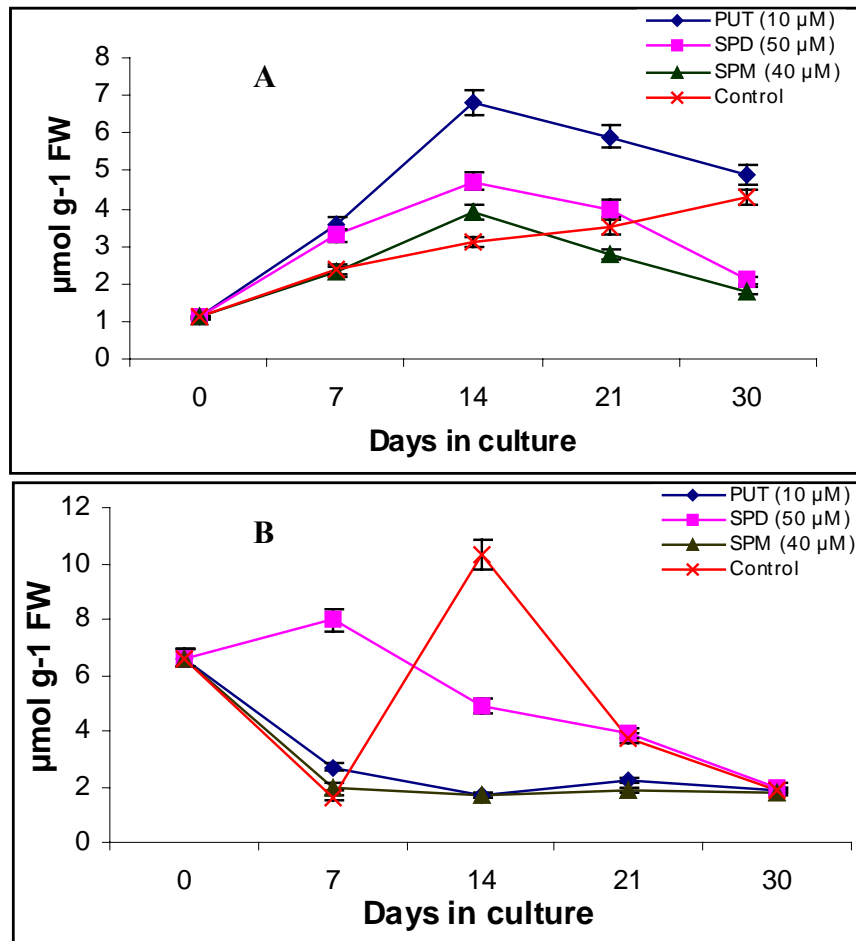 PUT (10 µM)
SPD (50 µM)
SPM (40 µM)
Control
A
8
7
6
5
4
3
2
1
0
µmol g-1 FW
0 7 14 21 30
Days in culture
PUT (10 µM)
SPD (50 µM)
SPM (40 µM)
Control
B
12
10
8
6
4
2
0
µmol g-1 FW
0 7 14 21 30
Days in culture